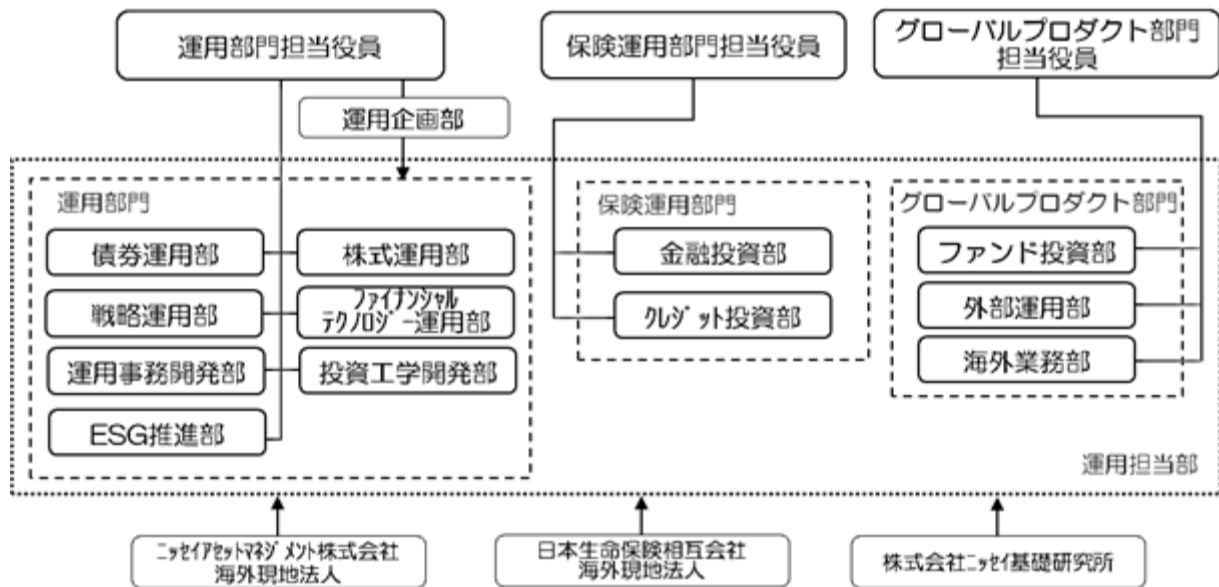 運用部門担当役員
保険運用部門担当役員
グローバルプロダクト部門
担当役員
運用企画部
運用部門
債券運用部
株式運用部
戦略運用部
ファイナンシャル
テクノロジー運用部
運用事務開発部
投資工学開発部
ESG推進部
保険運用部門
金融投資部
クレジット投資部
グローバルプロダクト部門
ファンド投資部
外部運用部
海外業務部
運用担当部
ニッセイアセットマネジメント株式会社
海外現地法人
日本生命保険相互会社
海外現地法人
株式会社ニッセイ基礎研究所